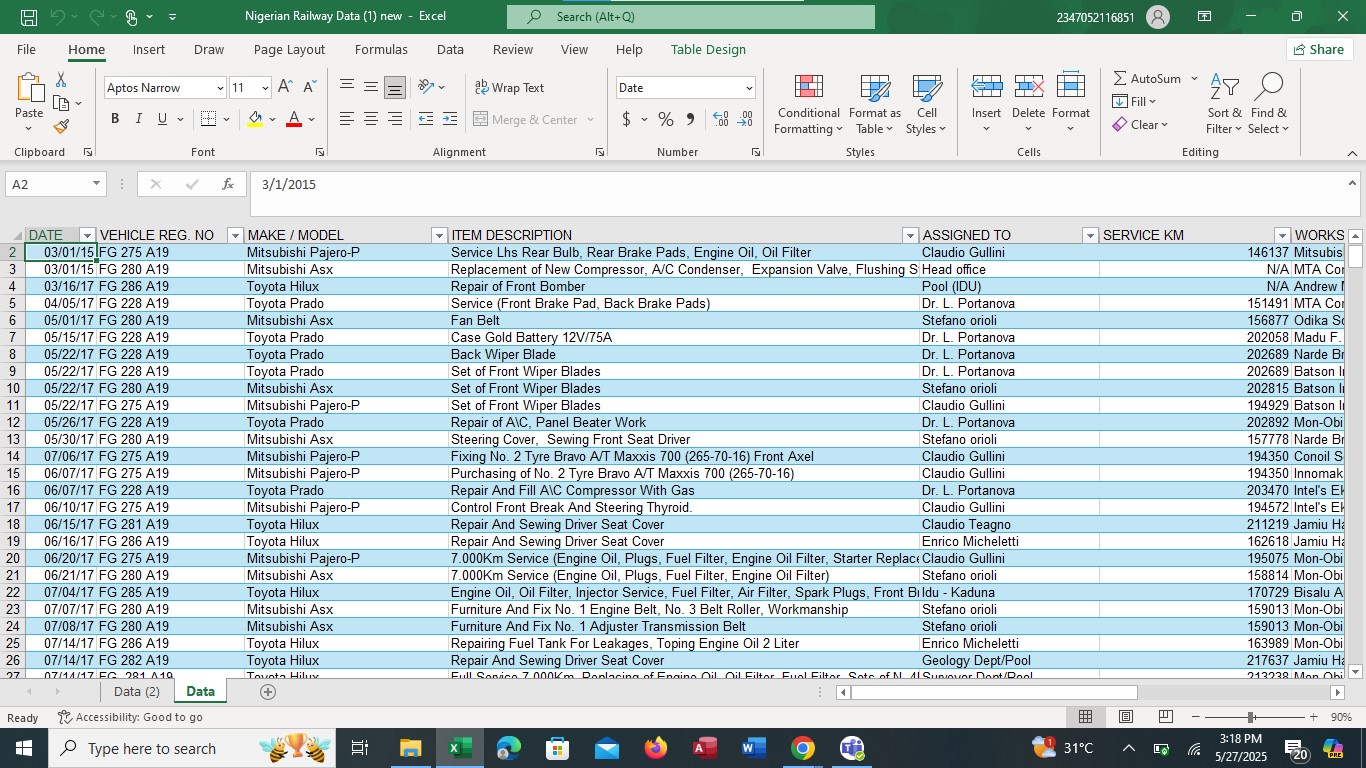 Nigerian Railway Data (1) new - Excel
Search (Alt+Q)
2347052116851
File Home Insert Draw Page Layout Formulas Data Review View Help Table Design Share
Paste
Clipboard
Aptos Narrow 11
B I U
Font
Wrap Text
Merge & Center
Alignment
Date
Number
Conditional Formatting
Format as Table
Cell Styles
Styles
Insert Delete Format
Cells
AutoSum
Fill
Clear
Sort & Filter
Find & Select
Editing
A2 fx 3/1/2015
DATE VEHICLE REG. NO MAKE / MODEL ITEM DESCRIPTION ASSIGNED TO SERVICE KM WORKS
2 03/01/15 FG 275 A19 Mitsubishi Pajero-P Service Lhs Rear Bulb, Rear Brake Pads, Engine Oil, Oil Filter Claudio Gullini 146137 Mitsubis
3 03/01/15 FG 280 A19 Mitsubishi Asx Replacement of New Compressor, A/C Condenser, Expansion Valve, Flushing S Head office N/A MTA Cor
4 03/16/17 FG 286 A19 Toyota Hilux Repair of Front Bomber Pool (IDU) N/A Andrew
5 04/05/17 FG 228 A19 Toyota Prado Service (Front Brake Pad, Back Brake Pads) Dr. L. Portanova 151491 MTA Cor
6 05/01/17 FG 280 A19 Mitsubishi Asx Fan Belt Stefano orioli 156877 Odika So
7 05/15/17 FG 228 A19 Toyota Prado Case Gold Battery 12V/75A Dr. L. Portanova 202058 Madu F.
8 05/22/17 FG 228 A19 Toyota Prado Back Wiper Blade Dr. L. Portanova 202689 Narde Br
9 05/22/17 FG 228 A19 Toyota Prado Set of Front Wiper Blades Dr. L. Portanova 202689 Batson I
10 05/22/17 FG 280 A19 Mitsubishi Asx Set of Front Wiper Blades Stefano orioli 202815 Batson I
11 05/22/17 FG 275 A19 Mitsubishi Pajero-P Set of Front Wiper Blades Claudio Gullini 194929 Batson I
12 05/26/17 FG 228 A19 Toyota Prado Repair of A\C, Panel Beater Work Dr. L. Portanova 202892 Mon-Obi
13 05/30/17 FG 280 A19 Mitsubishi Asx Steering Cover, Sewing Front Seat Driver Stefano orioli 157778 Narde Br
14 07/06/17 FG 275 A19 Mitsubishi Pajero-P Fixing No. 2 Tyre Bravo A/T Maxxis 700 (265-70-16) Front Axel Claudio Gullini 194350 Conoil S
15 06/07/17 FG 275 A19 Mitsubishi Pajero-P Purchasing of No. 2 Tyre Bravo A/T Maxxis 700 (265-70-16) Claudio Gullini 194350 Innomak
16 06/07/17 FG 228 A19 Toyota Prado Repair And Fill A\C Compressor With Gas Dr. L. Portanova 203470 Intel's Ek
17 06/10/17 FG 275 A19 Mitsubishi Pajero-P Control Front Break And Steering Thyroid. Claudio Gullini 194572 Intel's Ek
18 06/15/17 FG 281 A19 Toyota Hilux Repair And Sewing Driver Seat Cover Claudio Teagno 211219 Jamiu Ha
19 06/16/17 FG 286 A19 Toyota Hilux Repair And Sewing Driver Seat Cover Enrico Micheletti 162618 Jamiu Ha
20 06/20/17 FG 275 A19 Mitsubishi Pajero-P 7.000Km Service (Engine Oil, Plugs, Fuel Filter, Engine Oil Filter, Starter Replace Claudio Gullini 195075 Mon-Obi
21 06/21/17 FG 280 A19 Mitsubishi Asx 7.000Km Service (Engine Oil, Plugs, Fuel Filter, Engine Oil Filter) Stefano orioli 158814 Mon-Obi
22 07/04/17 FG 285 A19 Toyota Hilux Engine Oil, Oil Filter, Injector Service, Fuel Filter, Air Filter, Spark Plugs, Front Br Idu - Kaduna 170729 Bisalu A
23 07/07/17 FG 280 A19 Mitsubishi Asx Furniture And Fix No. 1 Engine Belt, No. 3 Belt Roller, Workmanship Stefano orioli 159013 Mon-Obi
24 07/08/17 FG 280 A19 Mitsubishi Asx Furniture And Fix No. 1 Adjuster Transmission Belt Stefano orioli 159013 Mon-Obi
25 07/14/17 FG 286 A19 Toyota Hilux Repairing Fuel Tank For Leakages, Toping Engine Oil 2 Liter Enrico Micheletti 163989 Mon-Obi
26 07/14/17 FG 282 A19 Toyota Hilux Repair And Sewing Driver Seat Cover Geology Dept/Pool 217637 Jamiu Ha
27 07/14/17 FG 281 A19 Toyota Hilux Full Service 7.000Km, Replacing of Engine Oil, Oil Filter, Fuel Filter, Sets of N. Surveyor Dept/Pool 213238 Mon-Obi
Data (2) Data
Ready Accessibility: Good to go 90%
Type here to search
31°C
3:18 PM
5/27/2025
20